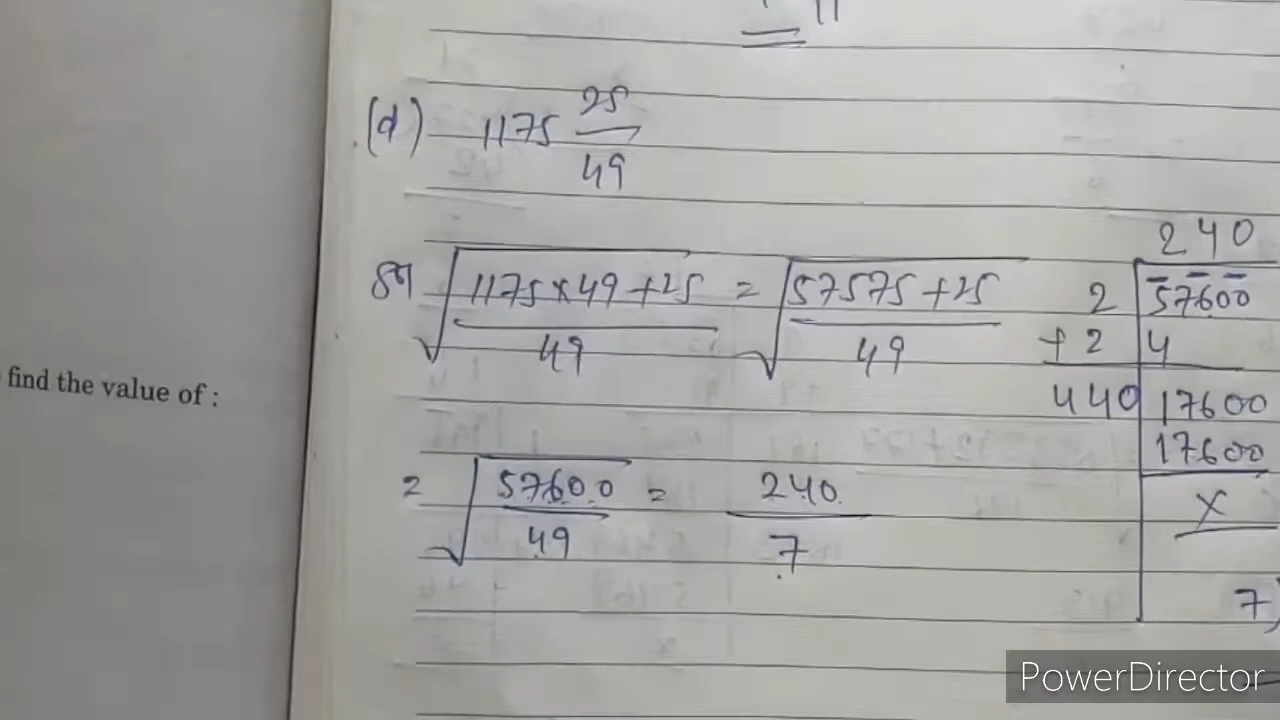 (d) 1175 25/49
Sol √(1175×49+25)/49 = √(57575+25)/49
= √57600/49 = 240/7
240
2 57600
+2 4
440 17600
17600
×
7)
find the value of :
PowerDirector